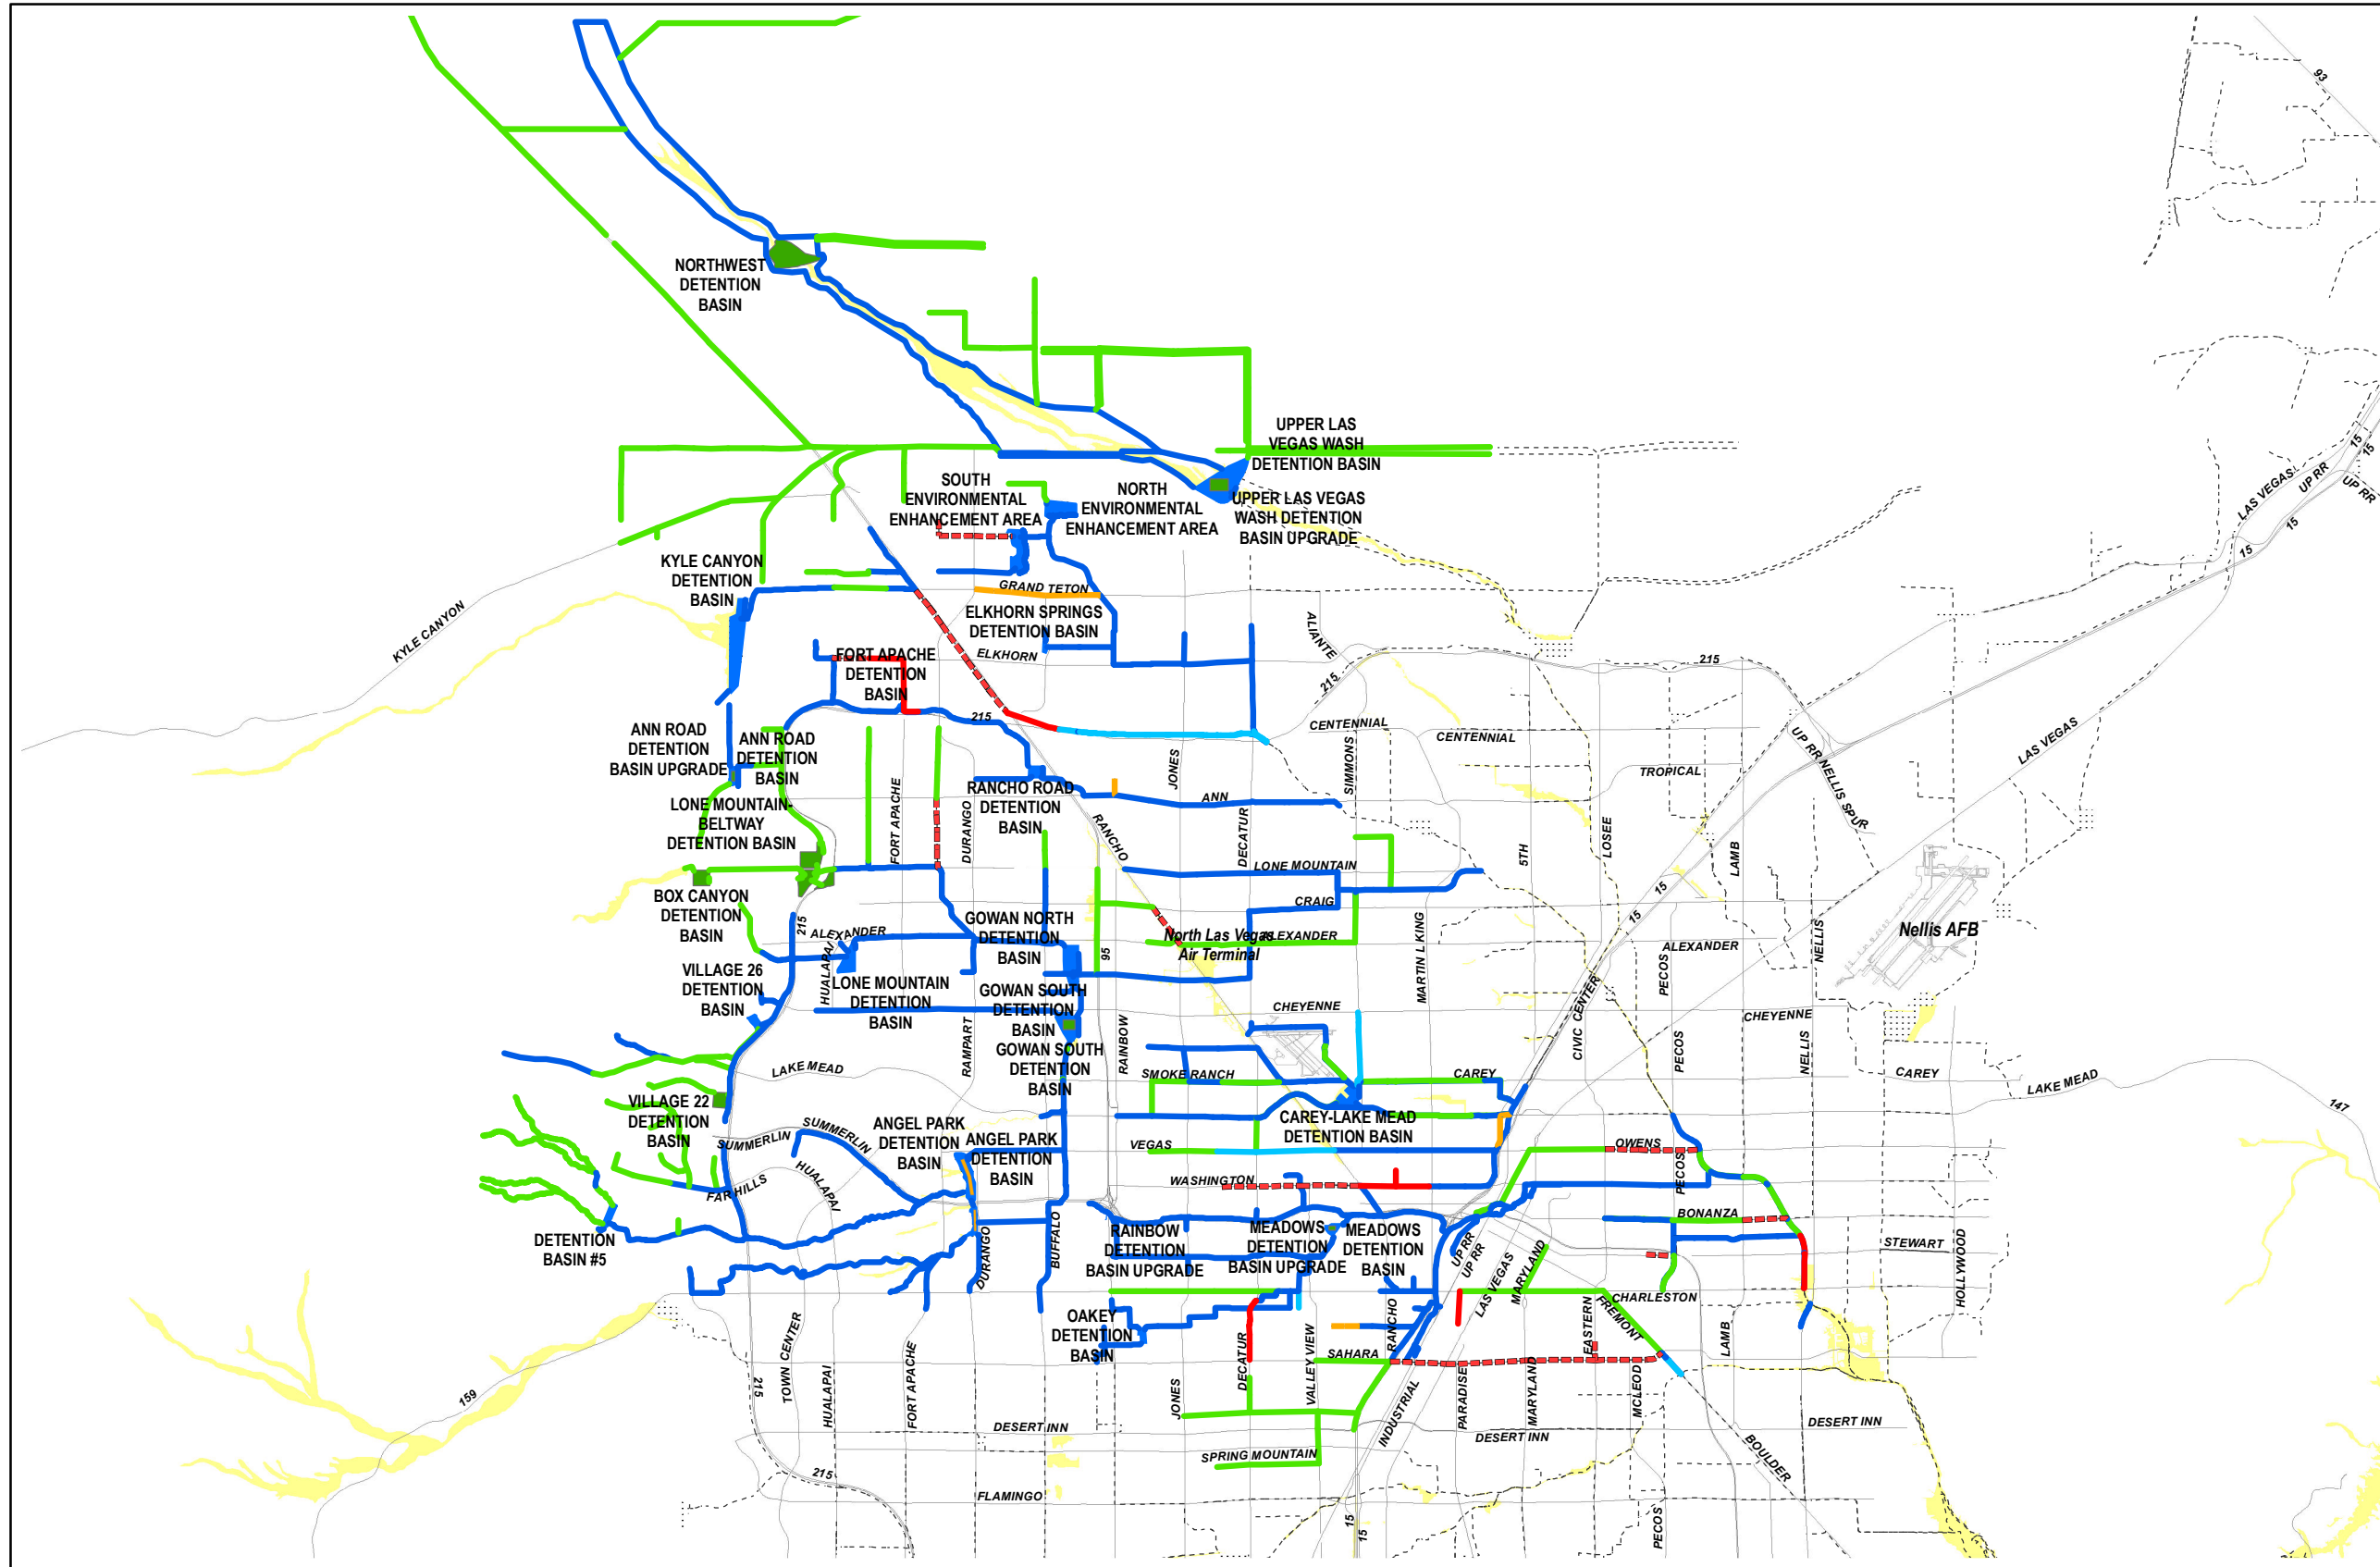 93
NORTHWEST
DETENTION
BASIN
UPPER LAS
VEGAS WASH
DETENTION BASIN
15
15
LAS VEGAS
UP RR
UP RR
15
15
SOUTH
ENVIRONMENTAL
ENHANCEMENT AREA
NORTH
ENVIRONMENTAL
ENHANCEMENT AREA
UPPER LAS VEGAS
WASH DETENTION
BASIN UPGRADE
KYLE CANYON
DETENTION
BASIN
KYLE CANYON
GRAND TETON
ELKHORN SPRINGS
DETENTION BASIN
ELKHORN
ALIANTE
FORT APACHE
DETENTION
BASIN
215
215
215
CENTENNIAL
CENTENNIAL
ANN ROAD
DETENTION
BASIN UPGRADE
ANN ROAD
DETENTION
BASIN
UP RR NELLIS SPUR
LAS VEGAS
JONES
SIMMONS
TROPICAL
RANCHO ROAD
DETENTION
BASIN
ANN
LONE MOUNTAIN-
BELTWAY
DETENTION BASIN
FORT APACHE
DURANGO
RANCHO
DECATUR
5TH
LOSEE
LAMB
LONE MOUNTAIN
BOX CANYON
DETENTION
BASIN
CRAIG
15
15
215
ALEXANDER
HUALAPAI
GOWAN NORTH
DETENTION
BASIN
95
North Las Vegas
Air Terminal
ALEXANDER
MARTIN L KING
ALEXANDER
PECOS
NELLIS
Nellis AFB
VILLAGE 26
DETENTION
BASIN
LONE MOUNTAIN
DETENTION
BASIN
GOWAN SOUTH
DETENTION
BASIN
CHEYENNE
CHEYENNE
CIVIC CENTER
RAMPART
GOWAN SOUTH
DETENTION
BASIN
RAINBOW
PECOS
NELLIS
LAKE MEAD
SMOKE RANCH
CAREY
CAREY
LAKE MEAD
147
VILLAGE 22
DETENTION
BASIN
SUMMERLIN
SUMMERLIN
ANGEL PARK
DETENTION
BASIN
ANGEL PARK
DETENTION
BASIN
CAREY-LAKE MEAD
DETENTION BASIN
VEGAS
OWENS
HUALAPAI
FAR HILLS
WASHINGTON
PECOS
BONANZA
DETENTION
BASIN #5
DURANGO
BUFFALO
RAINBOW
DETENTION
BASIN UPGRADE
MEADOWS
DETENTION
BASIN UPGRADE
MEADOWS
DETENTION
BASIN
UP RR
UP RR
LAS VEGAS
MARYLAND
STEWART
HOLLYWOOD
CHARLESTON
OAKEY
DETENTION
BASIN
DECATUR
VALLEY VIEW
RANCHO
SAHARA
EASTERN
FREMONT
LAMB
159
215
TOWN CENTER
HUALAPAI
FORT APACHE
JONES
INDUSTRIAL
PARADISE
MARYLAND
MCLEOD
DESERT INN
DESERT INN
DESERT INN
SPRING MOUNTAIN
BOULDER
215
FLAMINGO
15
15
PECOS